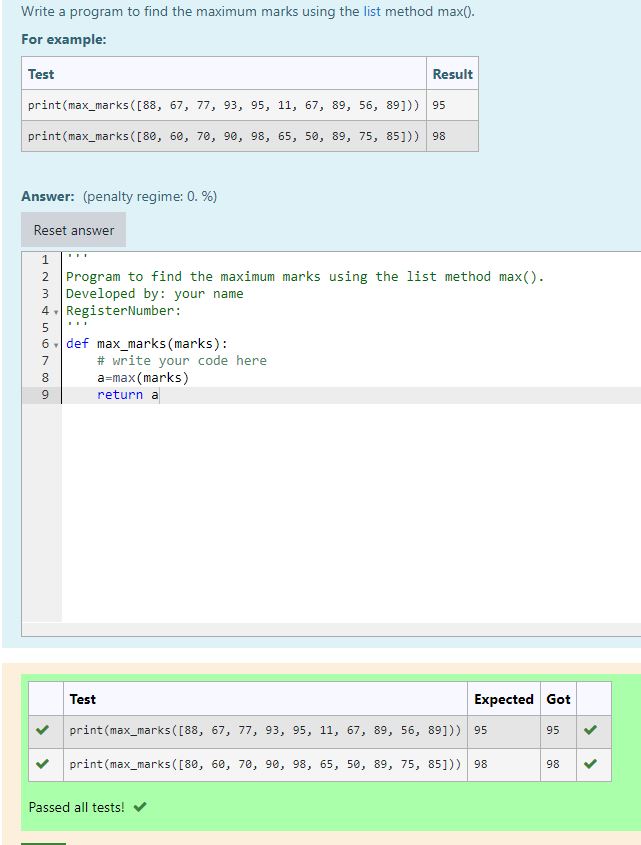 Write a program to find the maximum marks using the list method max().
For example:
Test Result
print(max_marks([88, 67, 77, 93, 95, 11, 67, 89, 56, 89])) 95
print(max_marks([80, 60, 70, 90, 98, 65, 50, 89, 75, 85])) 98
Answer: (penalty regime: 0. %)
Reset answer
1 '''
2 Program to find the maximum marks using the list method max().
3 Developed by: your name
4 RegisterNumber:
5 '''
6 def max_marks(marks):
7 # write your code here
8 a=max(marks)
9 return a
Test Expected Got
print(max_marks([88, 67, 77, 93, 95, 11, 67, 89, 56, 89])) 95 95
print(max_marks([80, 60, 70, 90, 98, 65, 50, 89, 75, 85])) 98 98
Passed all tests!